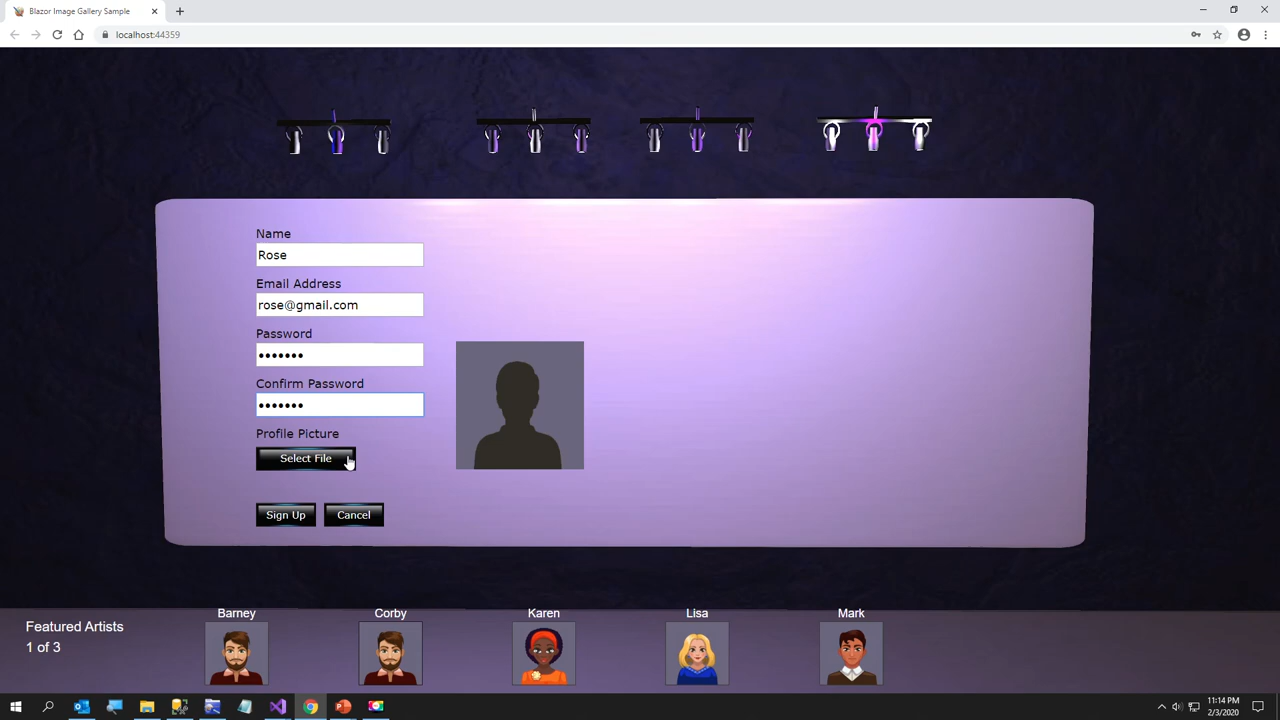 Blazor Image Gallery Sample
localhost:44359
Name
Rose
Email Address
rose@gmail.com
Password
•••••••
Confirm Password
•••••••
Profile Picture
Select File
Sign Up
Cancel
Featured Artists
1 of 3
Barney
Corby
Karen
Lisa
Mark
11:14 PM
2/3/2020